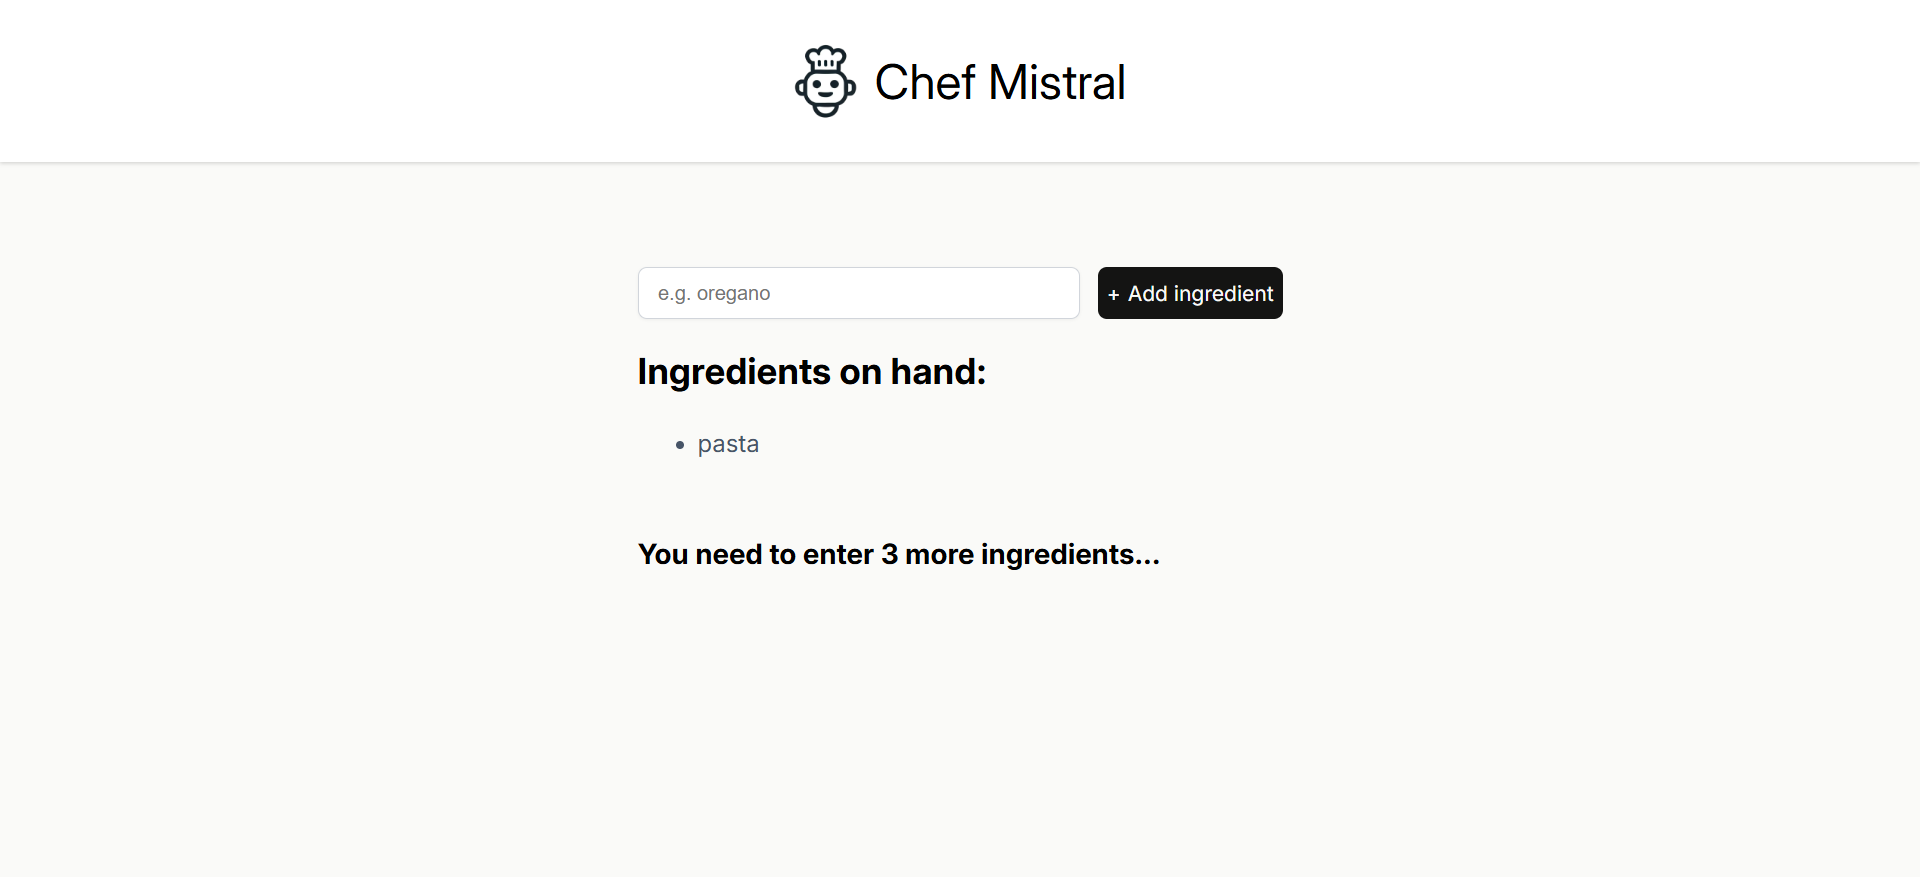 Chef Mistral
e.g. oregano
+ Add ingredient
Ingredients on hand:
• pasta
You need to enter 3 more ingredients...